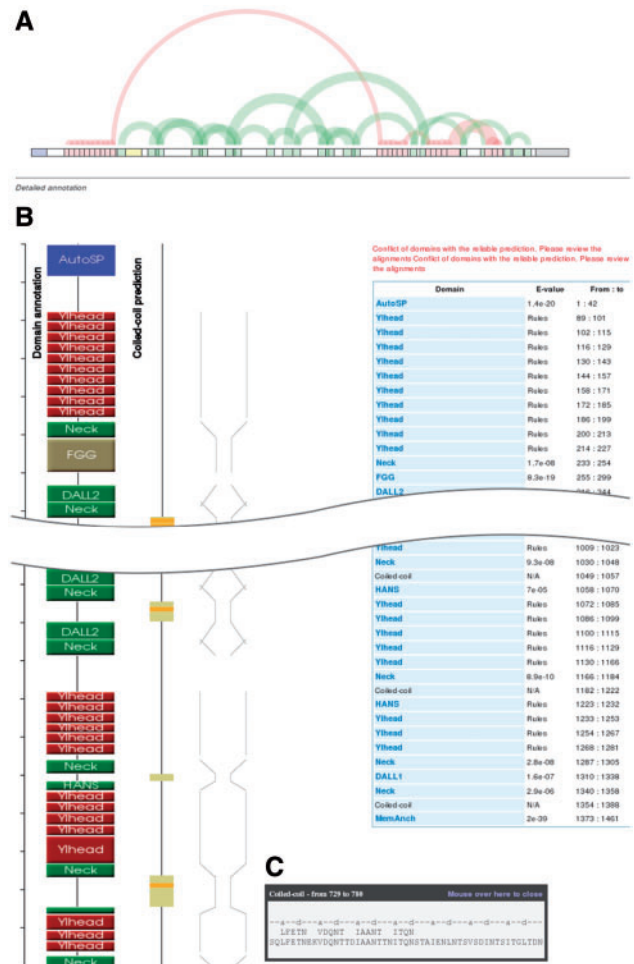 A
Detailed annotation
B
Domain annotation
Coiled-coil prediction
AutoSP
Ylhead
Ylhead
Ylhead
Ylhead
Ylhead
Ylhead
Ylhead
Ylhead
Ylhead
Ylhead
Neck
FGG
DALL2
Neck
DALL2
Neck
DALL2
Neck
Ylhead
Ylhead
Ylhead
Ylhead
Ylhead
Ylhead
Neck
HANS
Ylhead
Ylhead
Ylhead
Ylhead
Ylhead
Neck
Ylhead
Ylhead
Ylhead
Neck
Conflict of domains with the reliable prediction. Please review the
alignments Conflict of domains with the reliable prediction. Please review
the alignments
Domain E-value From : to
AutoSP 1.4e-20 1 : 42
Ylhead Rules 89 : 101
Ylhead Rules 102 : 115
Ylhead Rules 116 : 129
Ylhead Rules 130 : 143
Ylhead Rules 144 : 157
Ylhead Rules 158 : 171
Ylhead Rules 172 : 185
Ylhead Rules 186 : 199
Ylhead Rules 200 : 213
Ylhead Rules 214 : 227
Neck 1.7e-08 233 : 254
FGG 8.3e-19 255 : 299
DALL2
Ylhead Rules 1009 : 1023
Neck 9.3e-08 1030 : 1048
Coiled-coil N/A 1049 : 1057
HANS 7e-05 1058 : 1070
Ylhead Rules 1072 : 1085
Ylhead Rules 1086 : 1099
Ylhead Rules 1100 : 1115
Ylhead Rules 1116 : 1129
Ylhead Rules 1130 : 1166
Neck 8.9e-10 1166 : 1184
Coiled-coil N/A 1182 : 1222
HANS Rules 1223 : 1232
Ylhead Rules 1233 : 1253
Ylhead Rules 1254 : 1267
Ylhead Rules 1268 : 1281
Neck 2.8e-08 1287 : 1305
DALL1 1.6e-07 1310 : 1338
Neck 2.9e-06 1340 : 1358
Coiled-coil N/A 1354 : 1388
MemAnch 2e-39 1373 : 1461
C
Coiled-coil - from 729 to 780 Mouse over here to close
--a--d----a--d----a--d----a--d----a--d----a--d----a--d----
LFETN VDQNT IAANT ITQN
SQLFETNSKVDQNTTDIAANTTNITQNSTAIENLNTSVSDINTSITGLTDN